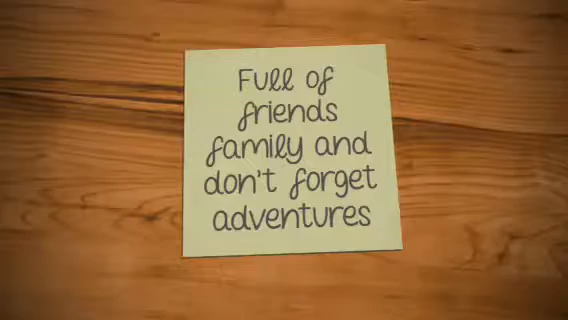 Full of
friends
family and
don't forget
adventures